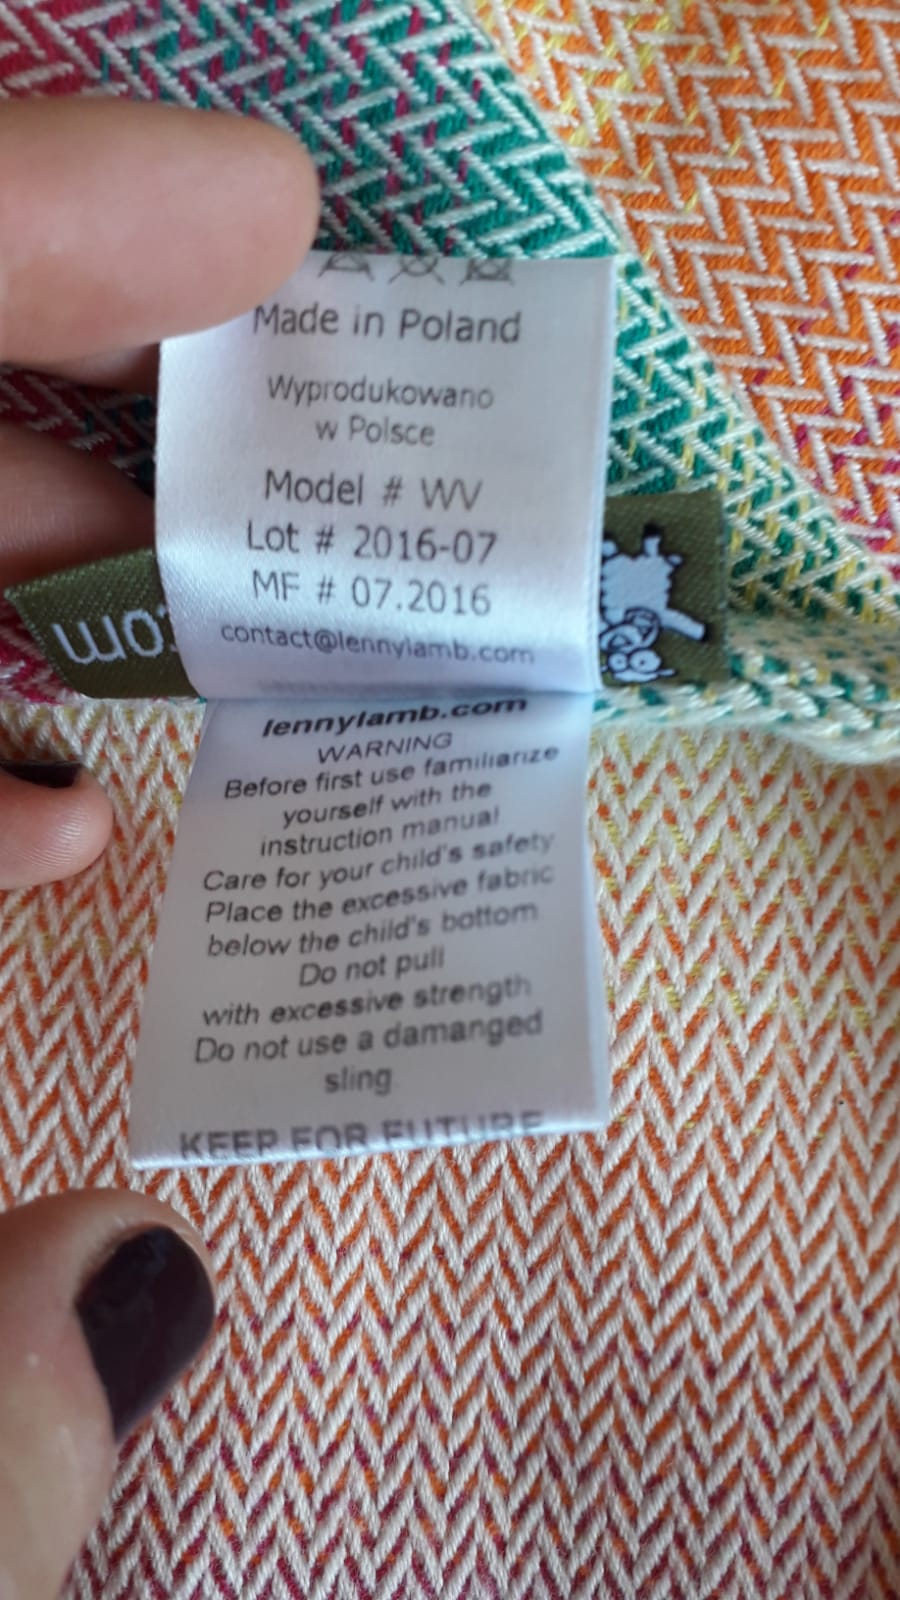 Made in Poland
Wyprodukowano
w Polsce
Model # WV
Lot # 2016-07
MF # 07.2016
contact@lennylamb.com
lennylamb.com
WARNING
Before first use familiarize
yourself with the
instruction manual
Care for your child's safety
Place the excessive fabric
below the child's bottom
Do not pull
with excessive strength
Do not use a damanged
sling
KEEP FOR FUTURE